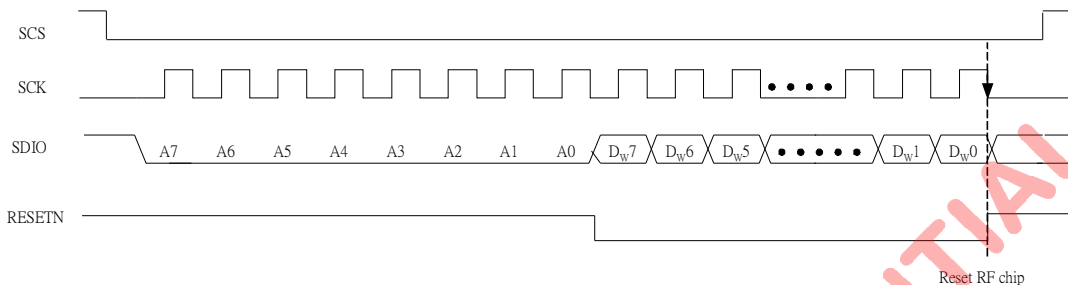 SCS
SCK
SDIO A7 A6 A5 A4 A3 A2 A1 A0 DW7 DW6 DW5 DW1 DW0
RESETN
Reset RF chip